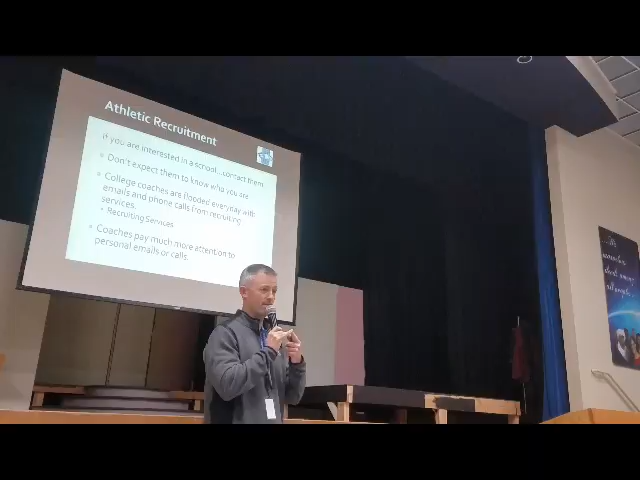 Athletic Recruitment
If you are interested in a school...contact them
• Don't expect them to know who you are
• College coaches are flooded everyday with
emails and phone calls from recruiting
services.
• Recruiting Services
• Coaches pay much more attention to
personal emails or calls.